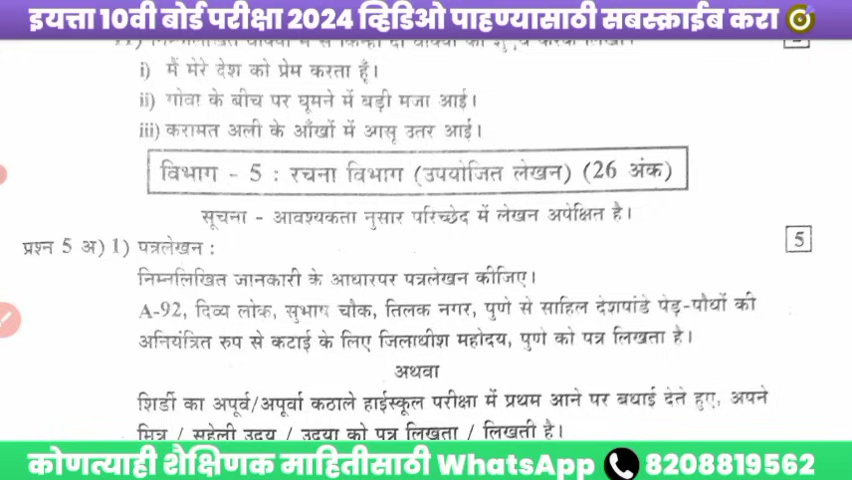 इयत्ता 10वी बोर्ड परीक्षा 2024 व्हिडिओ पाहण्यासाठी सबस्क्राईब करा
i) मैं मेरे देश को प्रेम करता हूँ।
ii) गोवा के बीच पर घूमने में बड़ी मजा आई।
iii) करामत अली के आँखों में आसू उतर आई।
विभाग - 5 : रचना विभाग (उपयोजित लेखन) (26 अंक)
सूचना - आवश्यकता नुसार परिच्छेद में लेखन अपेक्षित है।
प्रश्न 5 अ) 1) पत्रलेखन : 5
निम्नलिखित जानकारी के आधारपर पत्रलेखन कीजिए।
A-92, दिव्य लोक, सुभाष चौक, तिलक नगर, पुणे से साहिल देशपांडे पेड़-पौधों की
अनियंत्रित रुप से कटाई के लिए जिलाधीश महोदय, पुणे को पत्र लिखता है।
अथवा
शिर्डी का अपूर्व/अपूर्वा कठाले हाईस्कूल परीक्षा में प्रथम आने पर बधाई देते हुए, अपने
मित्र / सहेली उदय / उदया को पत्र लिखता / लिखती है।
कोणत्याही शैक्षिणक माहितीसाठी WhatsApp 8208819562